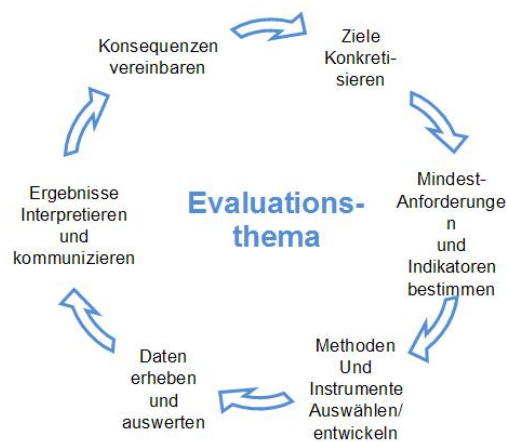 Konsequenzen
vereinbaren
Ziele
Konkreti-
sieren
Mindest-
Anforderunge
n
und
Indikatoren
bestimmen
Methoden
Und
Instrumente
Auswählen/
entwickeln
Daten
erheben
und
auswerten
Ergebnisse
Interpretieren
und
kommunizieren
Evaluations-
thema